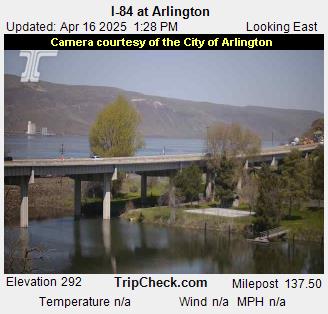 I-84 at Arlington
Updated: Apr 16 2025 1:28 PM Looking East
Camera courtesy of the City of Arlington
Elevation 292 TripCheck.com Milepost 137.50
Temperature n/a Wind n/a MPH n/a